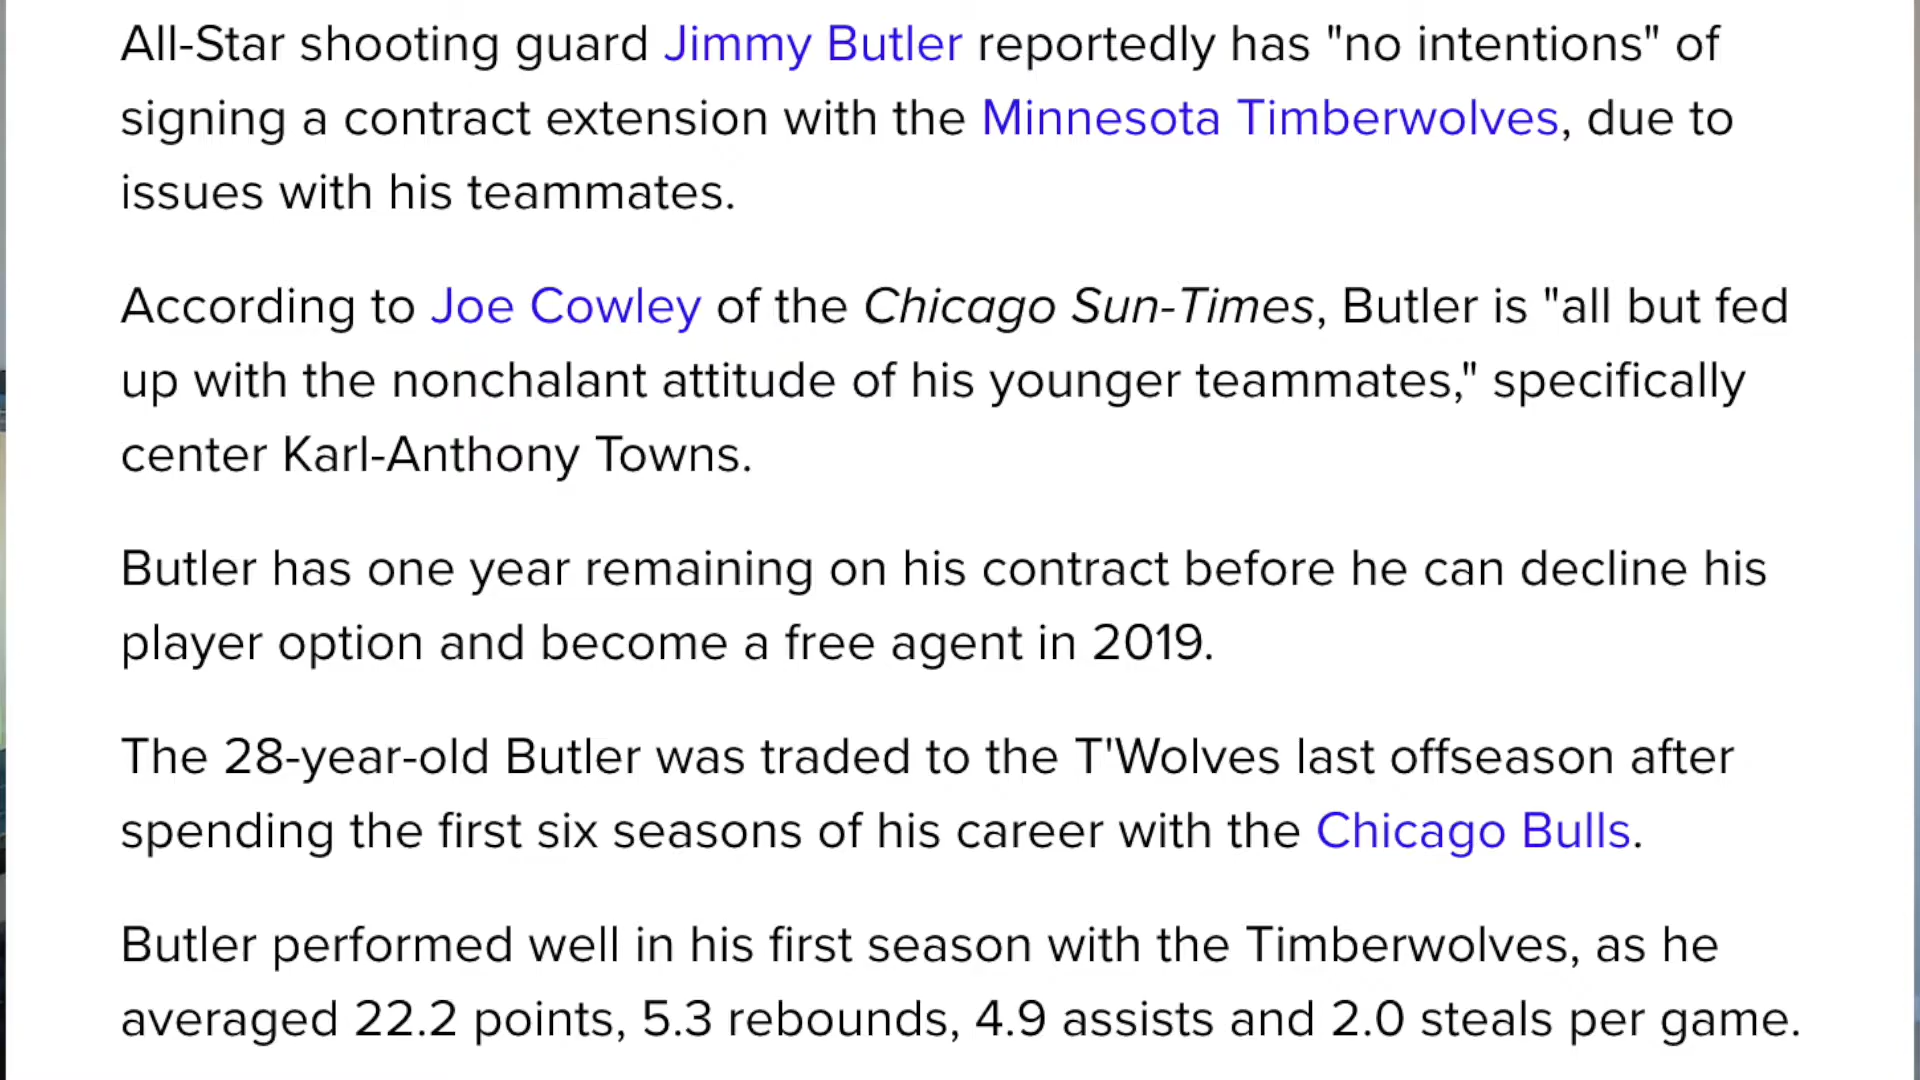 All-Star shooting guard Jimmy Butler reportedly has "no intentions" of
signing a contract extension with the Minnesota Timberwolves, due to
issues with his teammates.
According to Joe Cowley of the Chicago Sun-Times, Butler is "all but fed
up with the nonchalant attitude of his younger teammates," specifically
center Karl-Anthony Towns.
Butler has one year remaining on his contract before he can decline his
player option and become a free agent in 2019.
The 28-year-old Butler was traded to the T'Wolves last offseason after
spending the first six seasons of his career with the Chicago Bulls.
Butler performed well in his first season with the Timberwolves, as he
averaged 22.2 points, 5.3 rebounds, 4.9 assists and 2.0 steals per game.